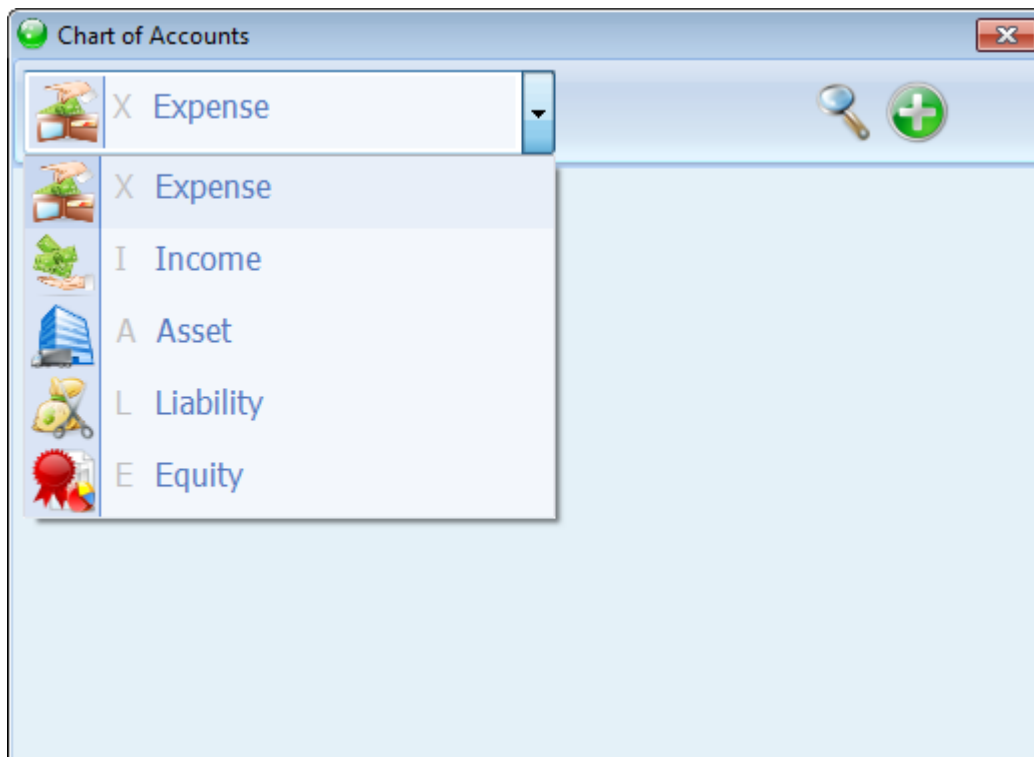 Chart of Accounts
X Expense
X Expense
I Income
A Asset
L Liability
E Equity